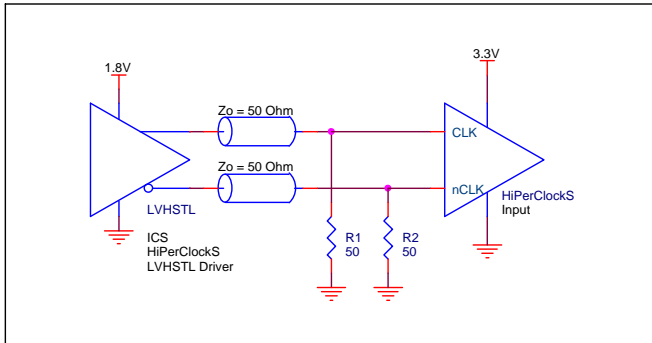 1.8V
3.3V
Zo = 50 Ohm
CLK
Zo = 50 Ohm
nCLK
LVHSTL
HiPerClockS
Input
ICS
HiPerClockS
LVHSTL Driver
R1
50
R2
50